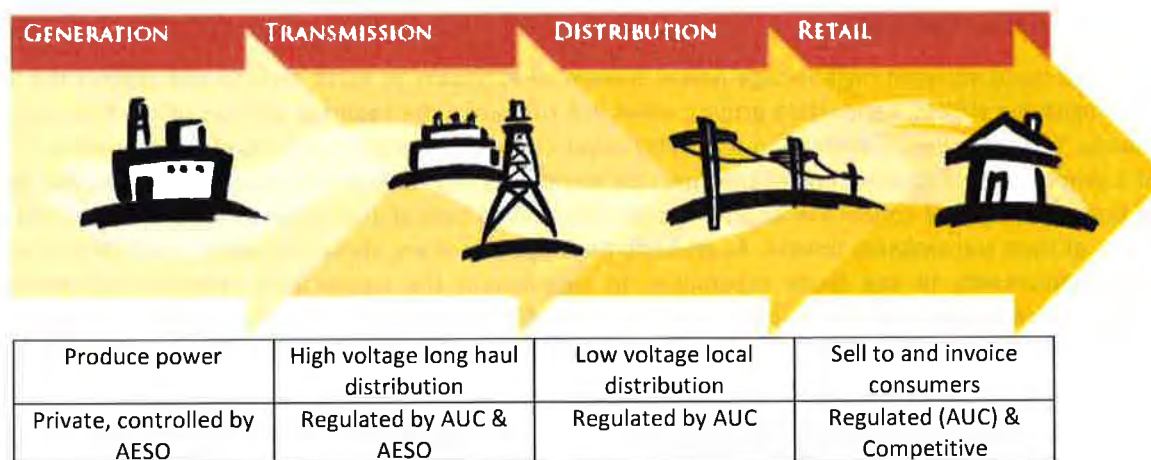 GENERATION TRANSMISSION DISTRIBUTION RETAIL
Produce power
High voltage long haul
distribution
Low voltage local
distribution
Sell to and invoice
consumers
Private, controlled by
AESO
Regulated by AUC &
AESO
Regulated by AUC
Regulated (AUC) &
Competitive